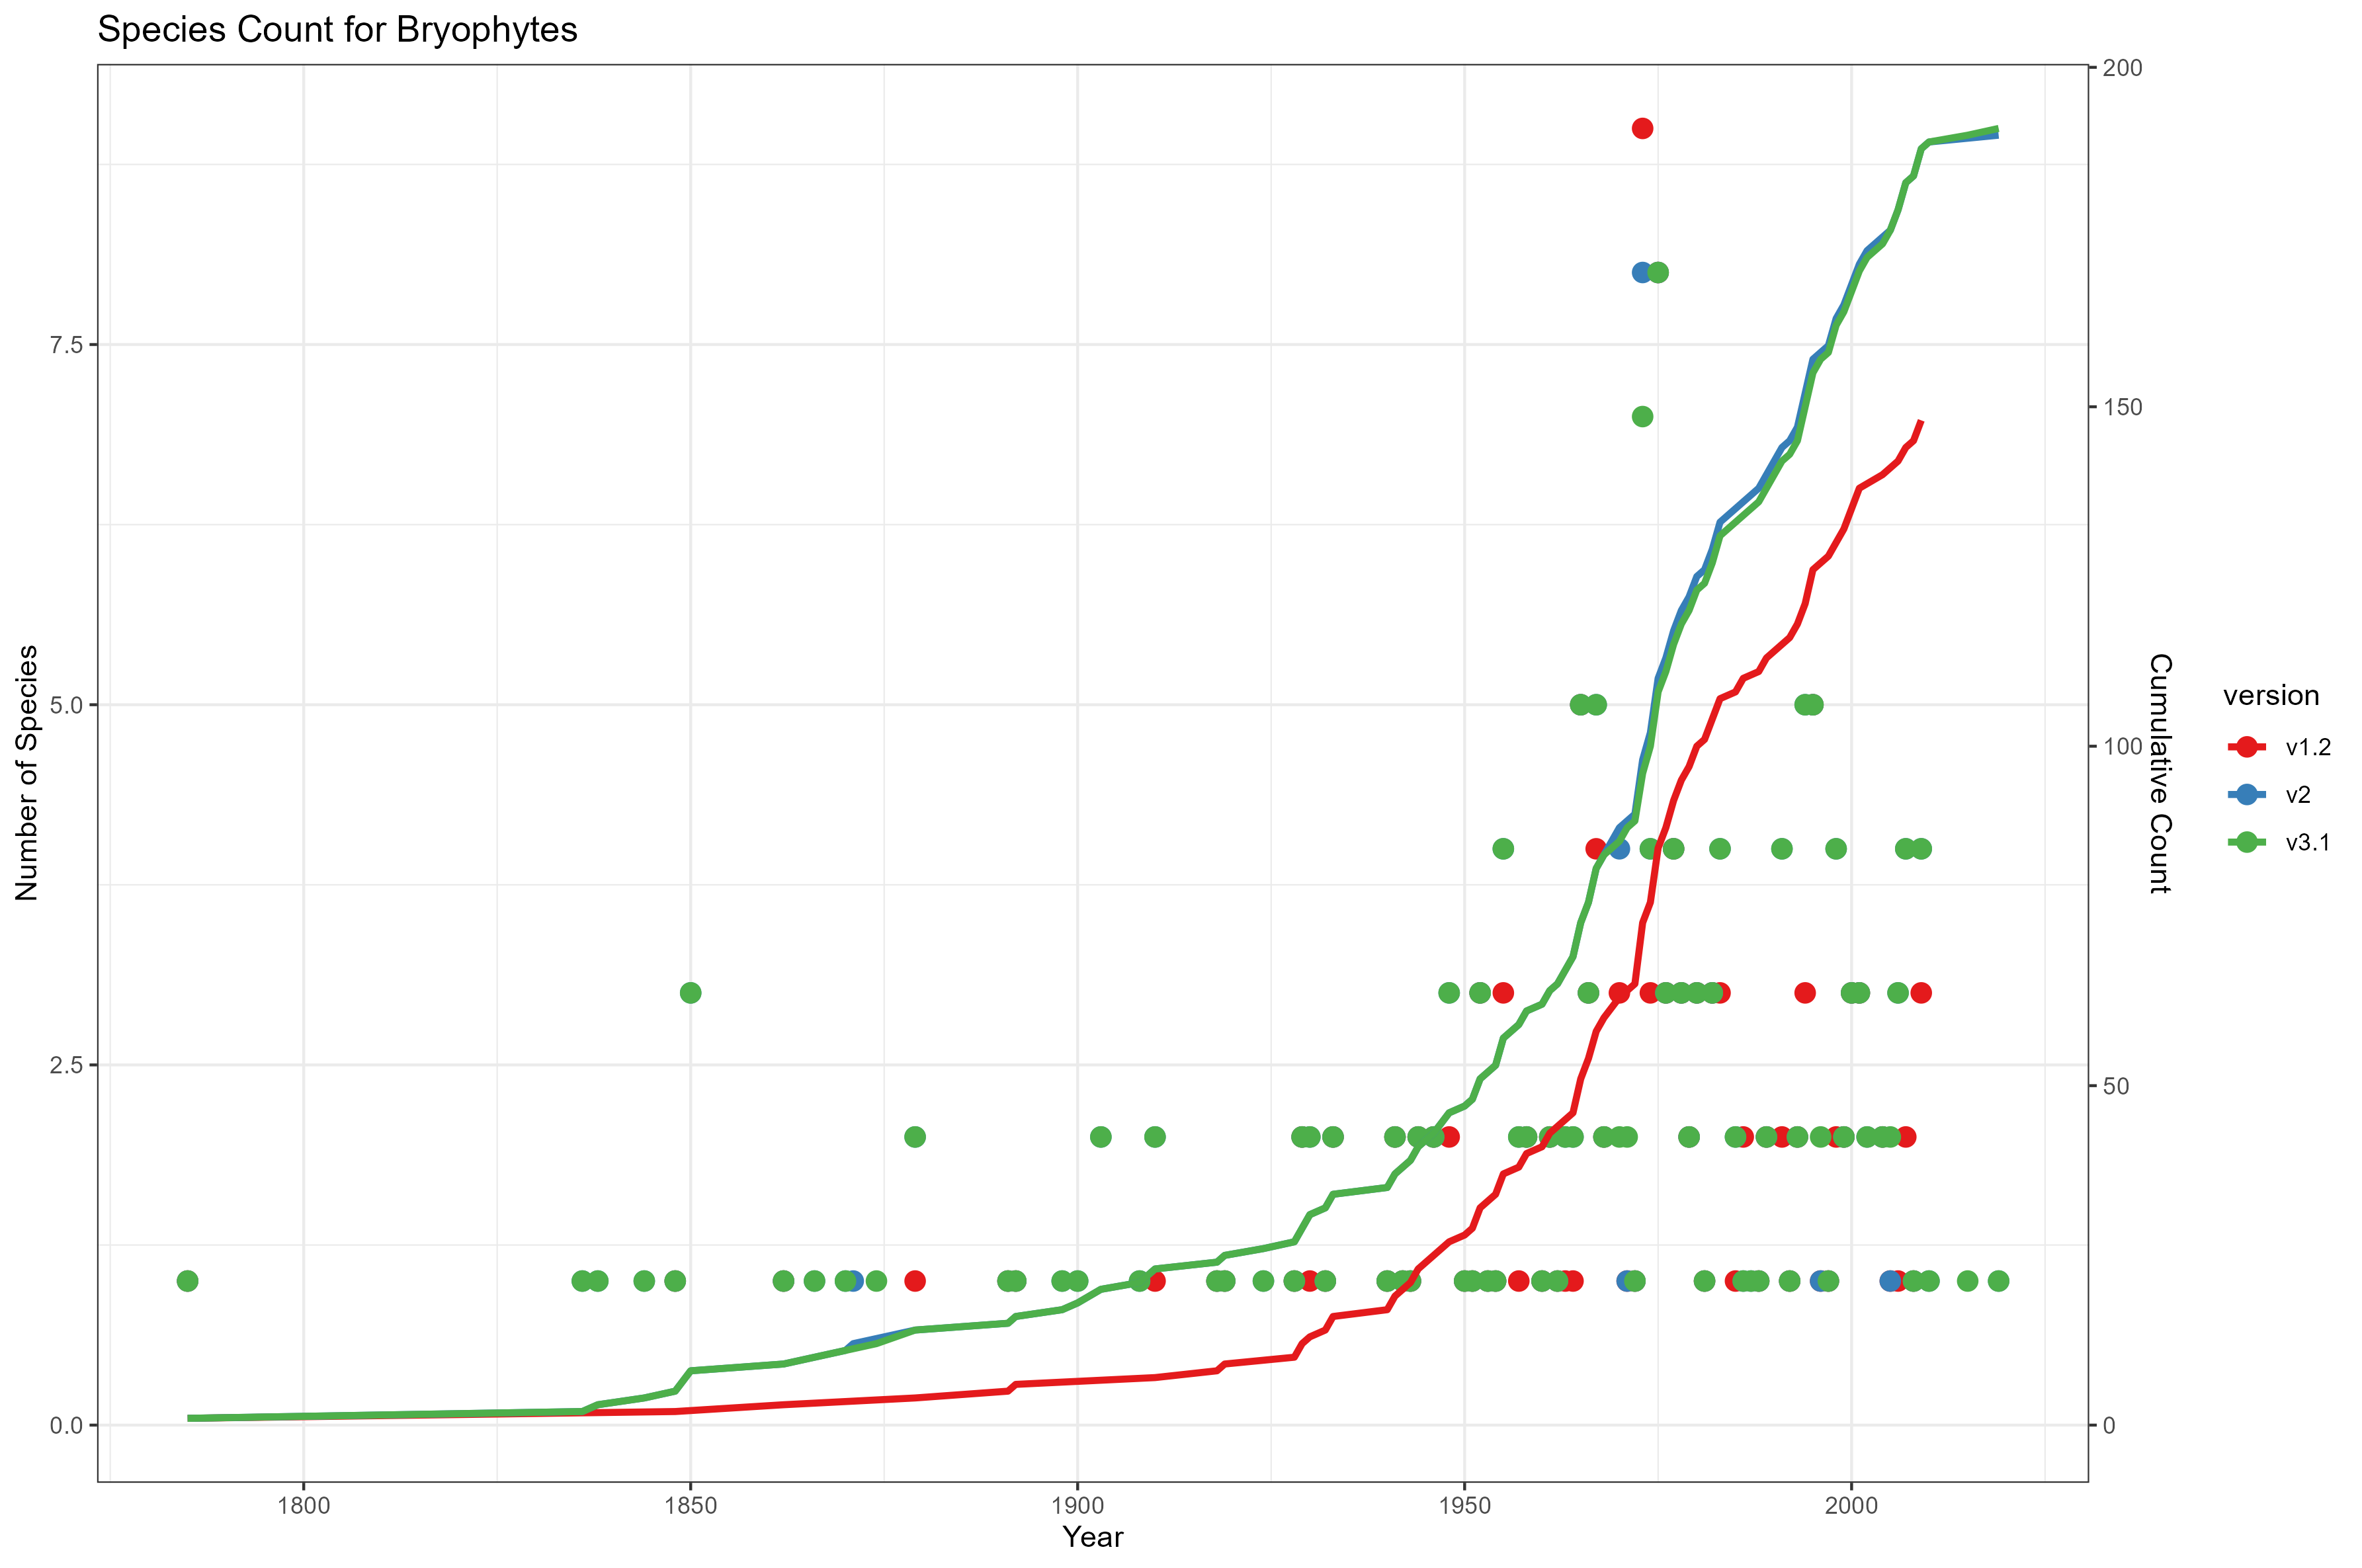 Species Count for Bryophytes
Number of Species
7.5
5.0
2.5
0.0
200
150
100
50
0
Cumulative Count
1800
1850
1900
1950
2000
Year
version
v1.2
v2
v3.1